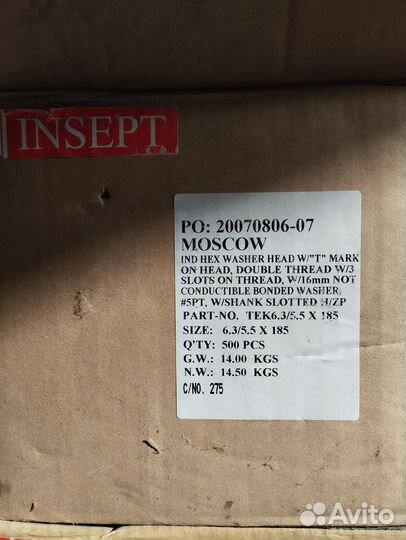 INSEPT
PO: 20070806-07
MOSCOW
IND HEX WASHER HEAD W/"T" MARK
ON HEAD, DOUBLE THREAD W/3
SLOTS ON THREAD, W/16mm NOT
CONDUCTIBLE BONDED WASHER,
#5PT, W/SHANK SLOTTED H/ZP
PART-NO. TEK6.3/5.5 X 185
SIZE: 6.3/5.5 X 185
Q'TY: 500 PCS
G.W.: 14.00 KGS
N.W.: 14.50 KGS
C/NO. 275
Avito